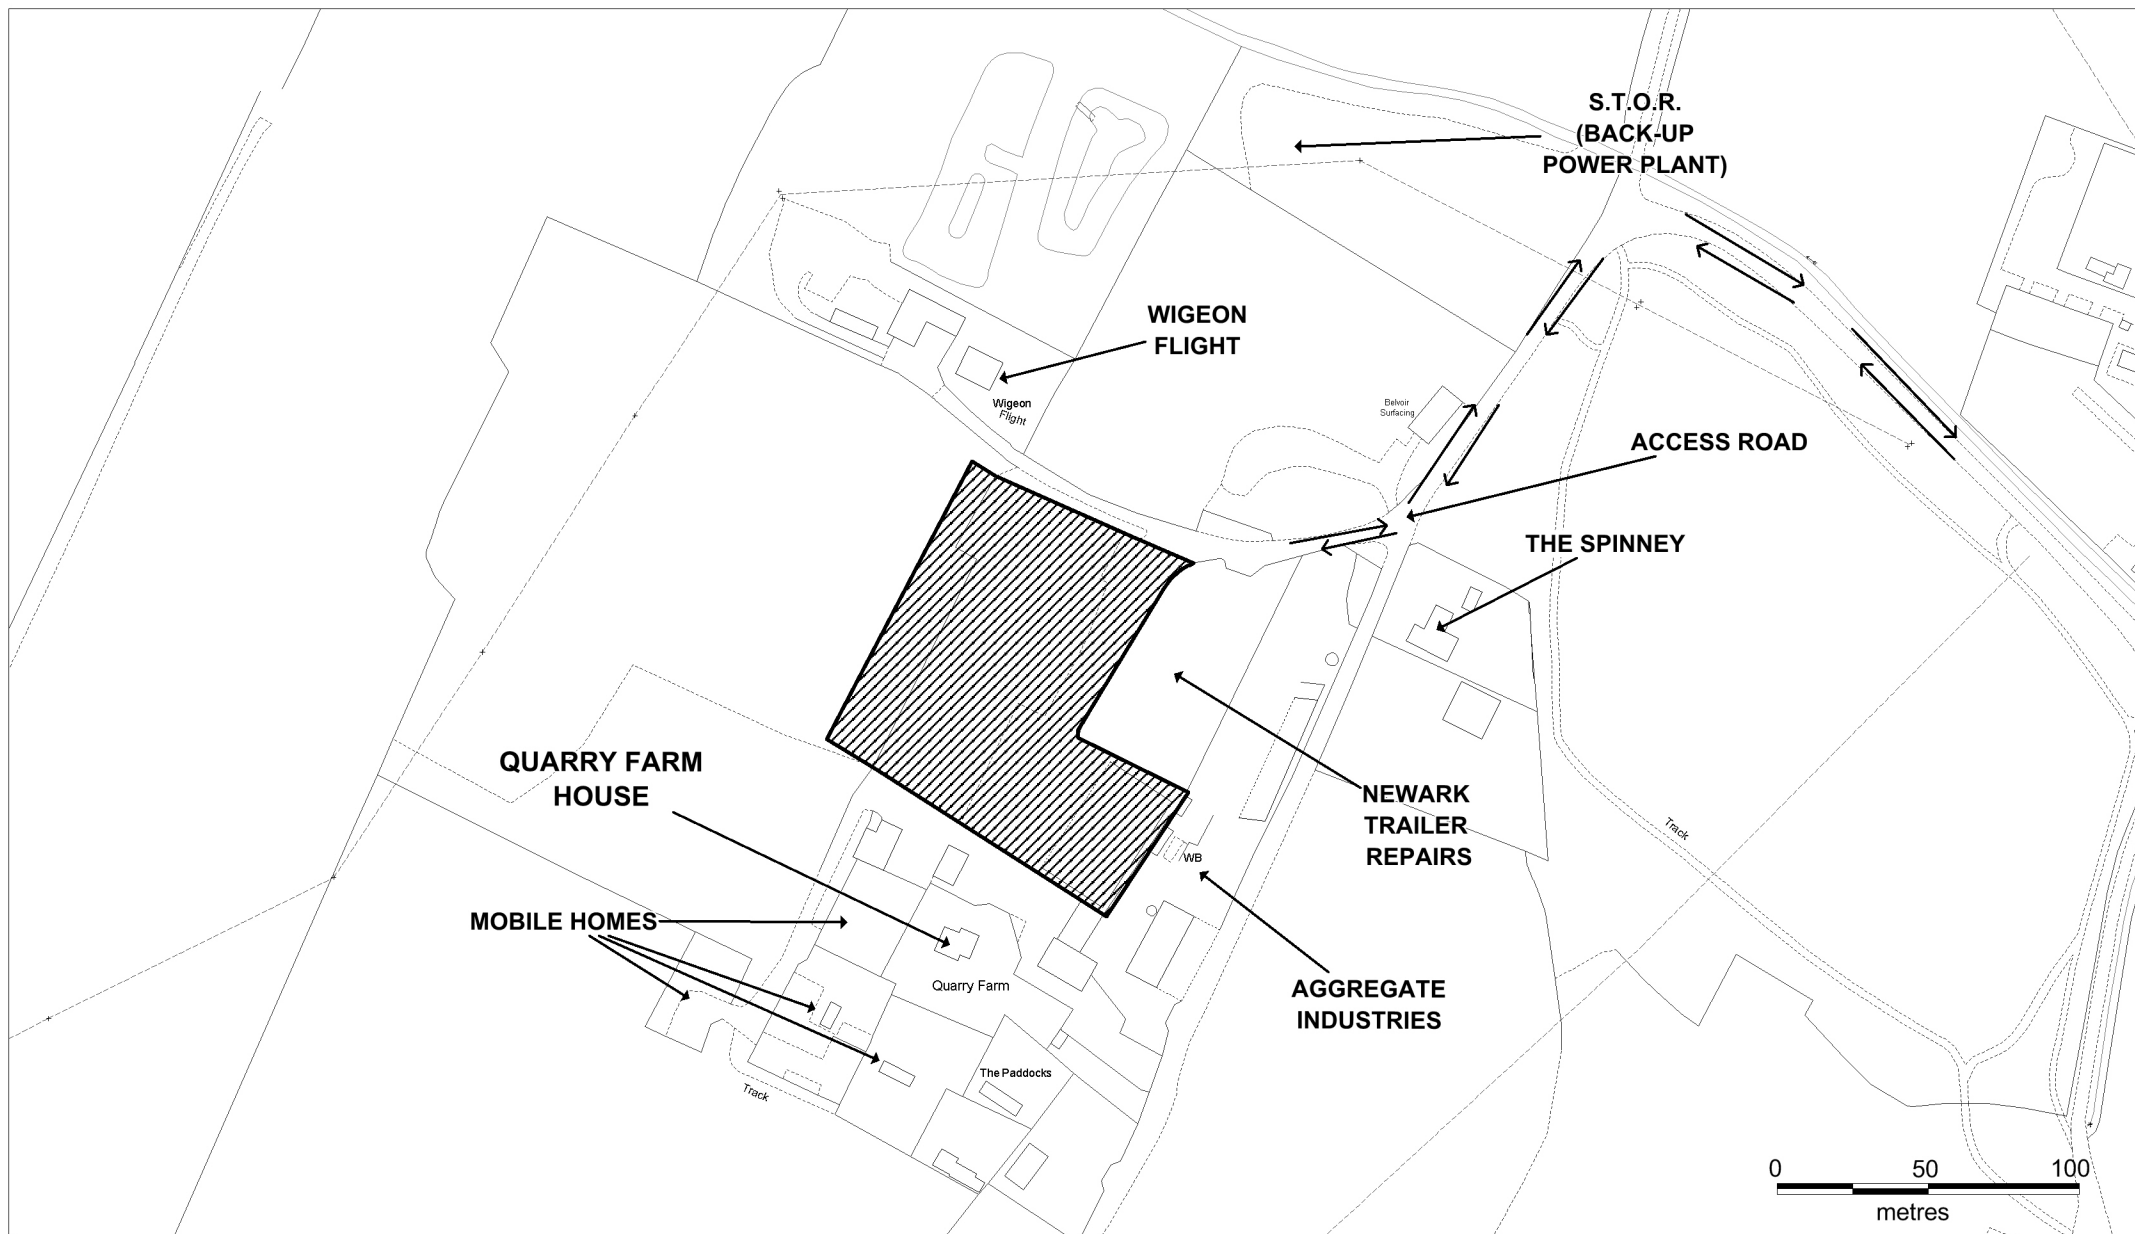 S.T.O.R.
(BACK-UP
POWER PLANT)
WIGEON
FLIGHT
Wigeon
Flight
Belvoir
Surfacing
ACCESS ROAD
THE SPINNEY
QUARRY FARM
HOUSE
NEWARK
TRAILER
REPAIRS
Track
WB
MOBILE HOMES
Quarry Farm
AGGREGATE
INDUSTRIES
The Paddocks
Track
0 50 100
metres